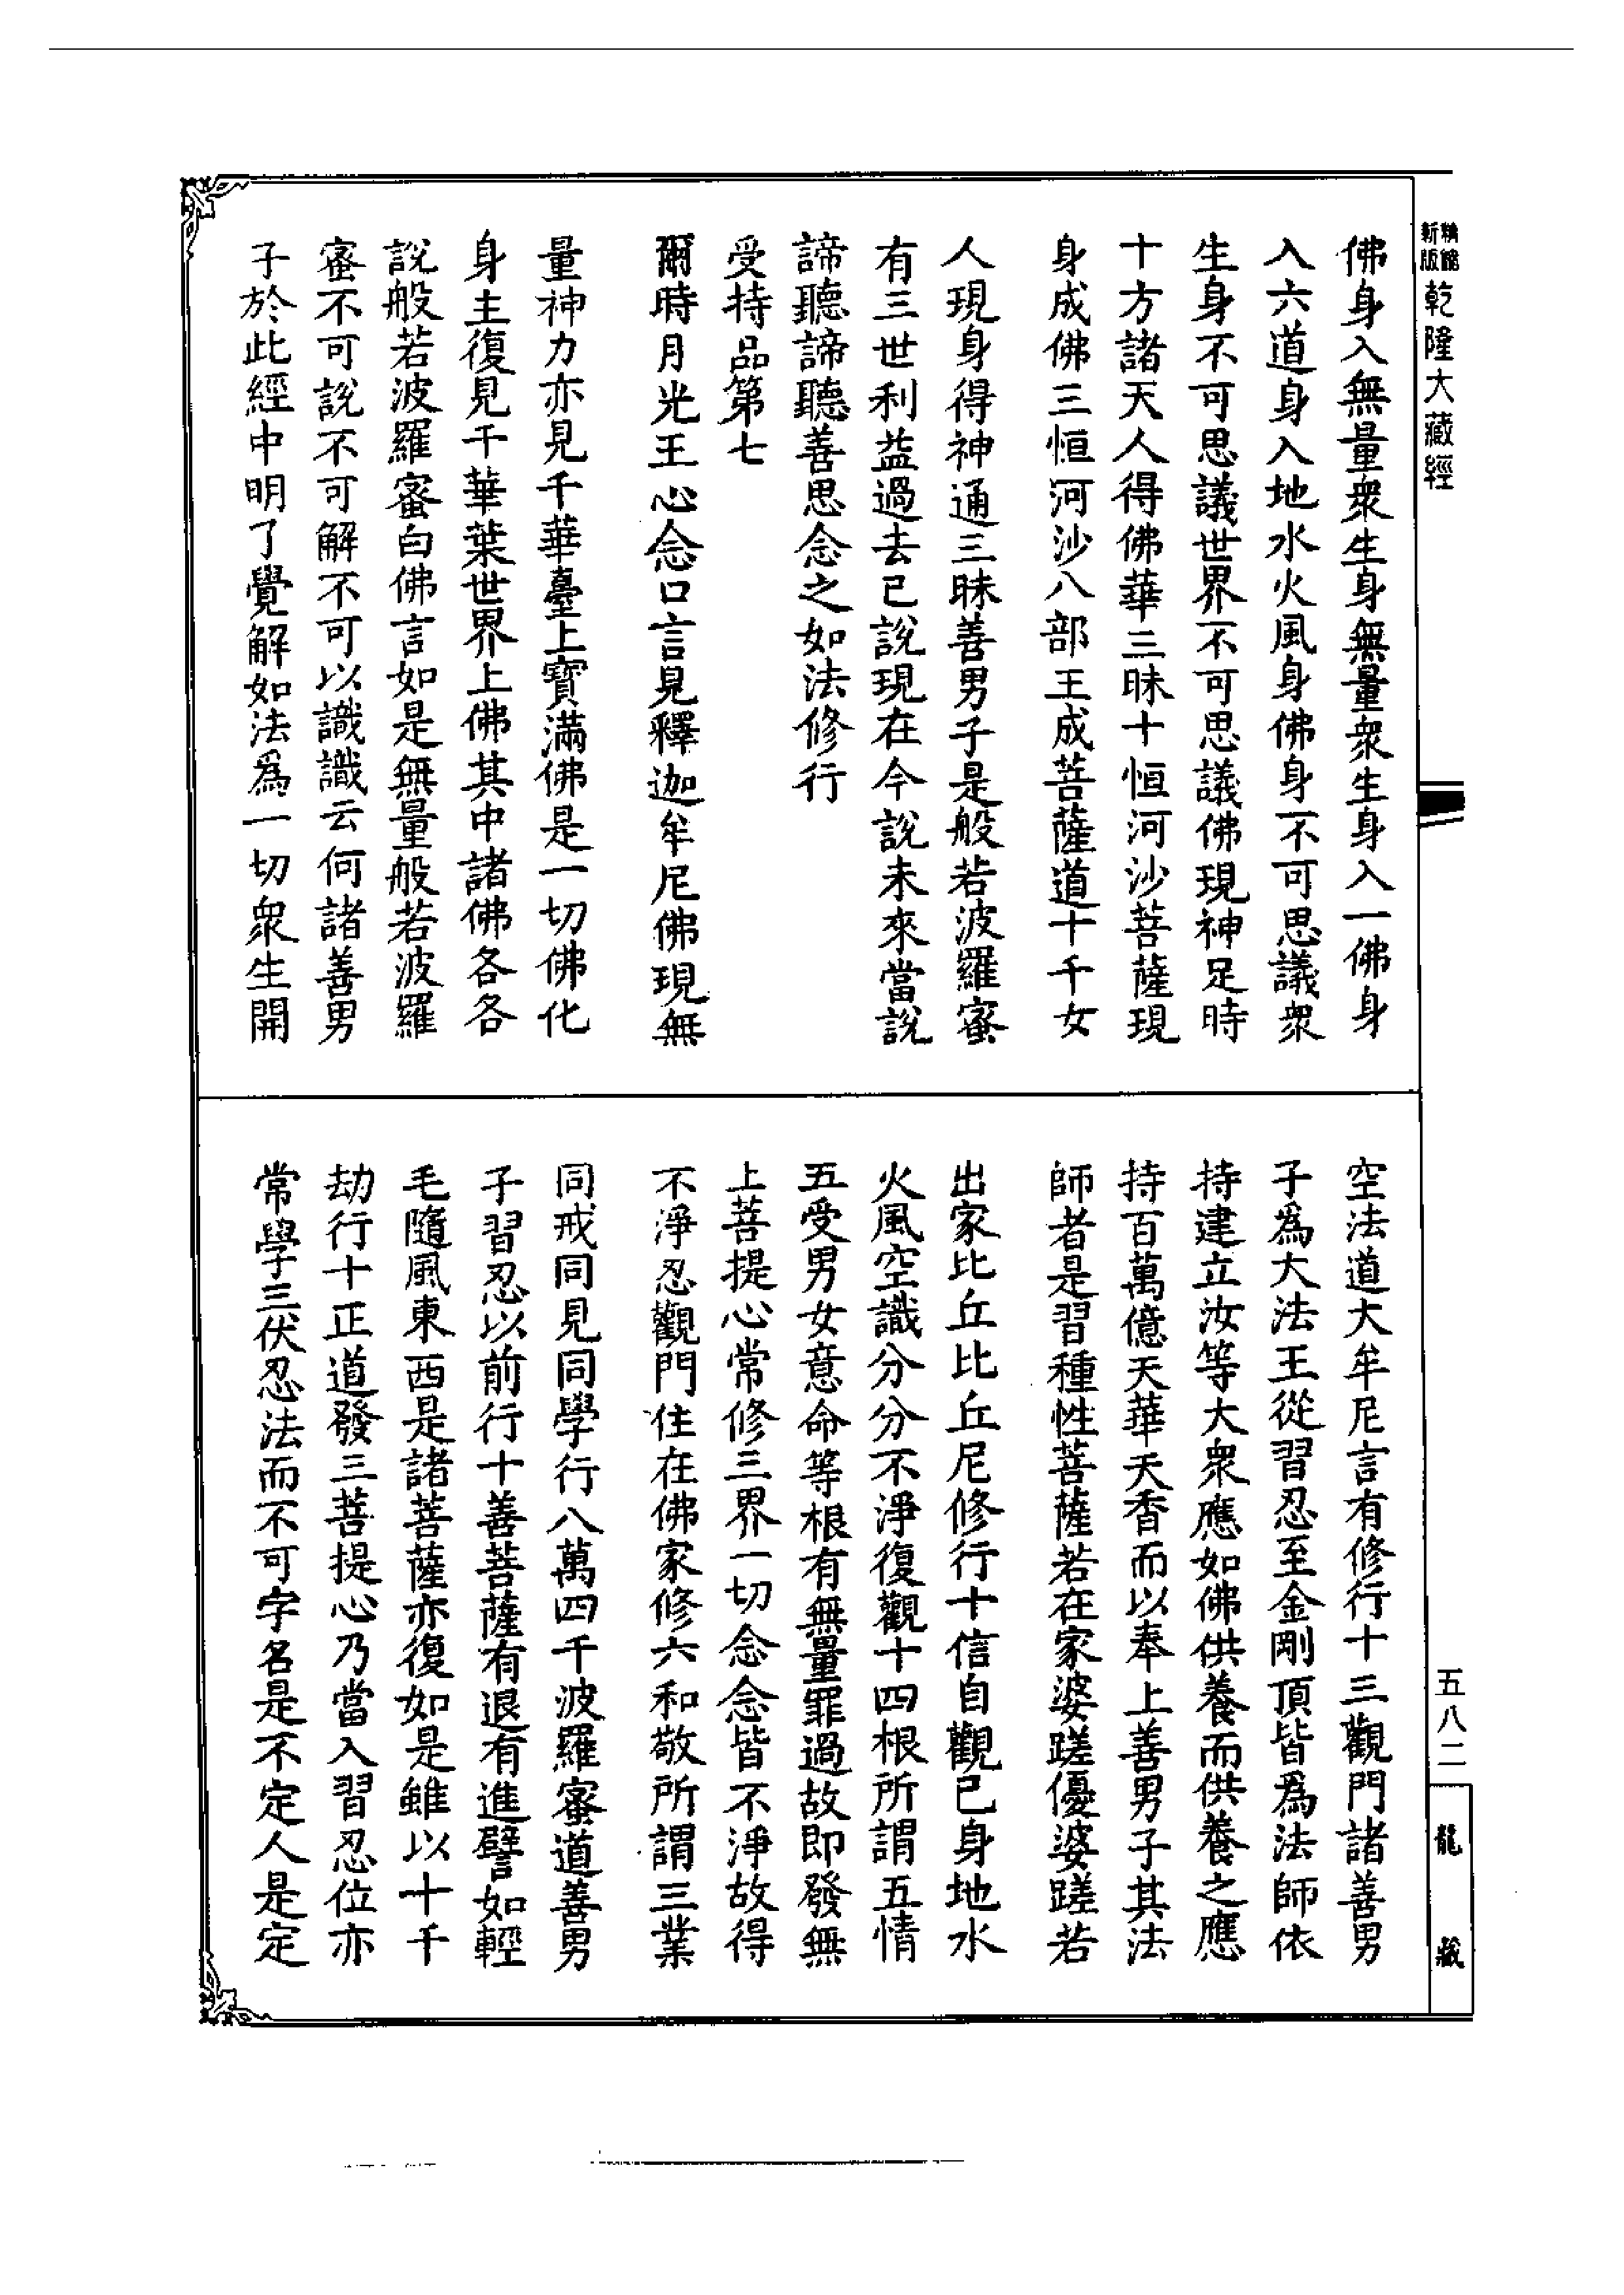 精縮新版乾隆大藏經
佛身入無量衆生身無量衆生身入一佛身
入六道身入地水火風身佛身不可思議衆
生身不可思議世界不可思議佛現神足時
十方諸天人得佛華三昧十恒河沙菩薩現
身成佛三恒河沙八部王成菩薩道十千女
人現身得神通三昧善男子是般若波羅蜜
有三世利益過去已說現在今說未來當說
諦聽諦聽善思念之如法修行
受持品第七
爾時月光王心念口言見釋迦牟尼佛現無
量神力亦見千華臺上寶滿佛是一切佛化
身主復見千華葉世界上佛其中諸佛各各
說般若波羅蜜白佛言如是無量般若波羅
蜜不可說不可解不可以識識云何諸善男
子於此經中明了覺解如法爲一切衆生開
空法道大牟尼言有修行十三觀門諸善男
子爲大法王從習忍至金剛頂皆爲法師依
持建立汝等大衆應如佛供養而供養之應
持百萬億天華天香而以奉上善男子其法
師者是習種性菩薩若在家婆蹉優婆蹉若
出家比丘比丘尼修行十信自觀己身地水
火風空識分分不淨復觀十四根所謂五情
五受男女意命等根有無量罪過故即發無
上菩提心常修三界一切念念皆不淨故得
不淨忍觀門住在佛家修六和敬所謂三業
同戒同見同學行八萬四千波羅蜜道善男
子習忍以前行十善菩薩有退有進譬如輕
毛隨風東西是諸菩薩亦復如是雖以十千
劫行十正道發三菩提心乃當入習忍位亦
常學三伏忍法而不可字名是不定人是定
五八二
龍藏